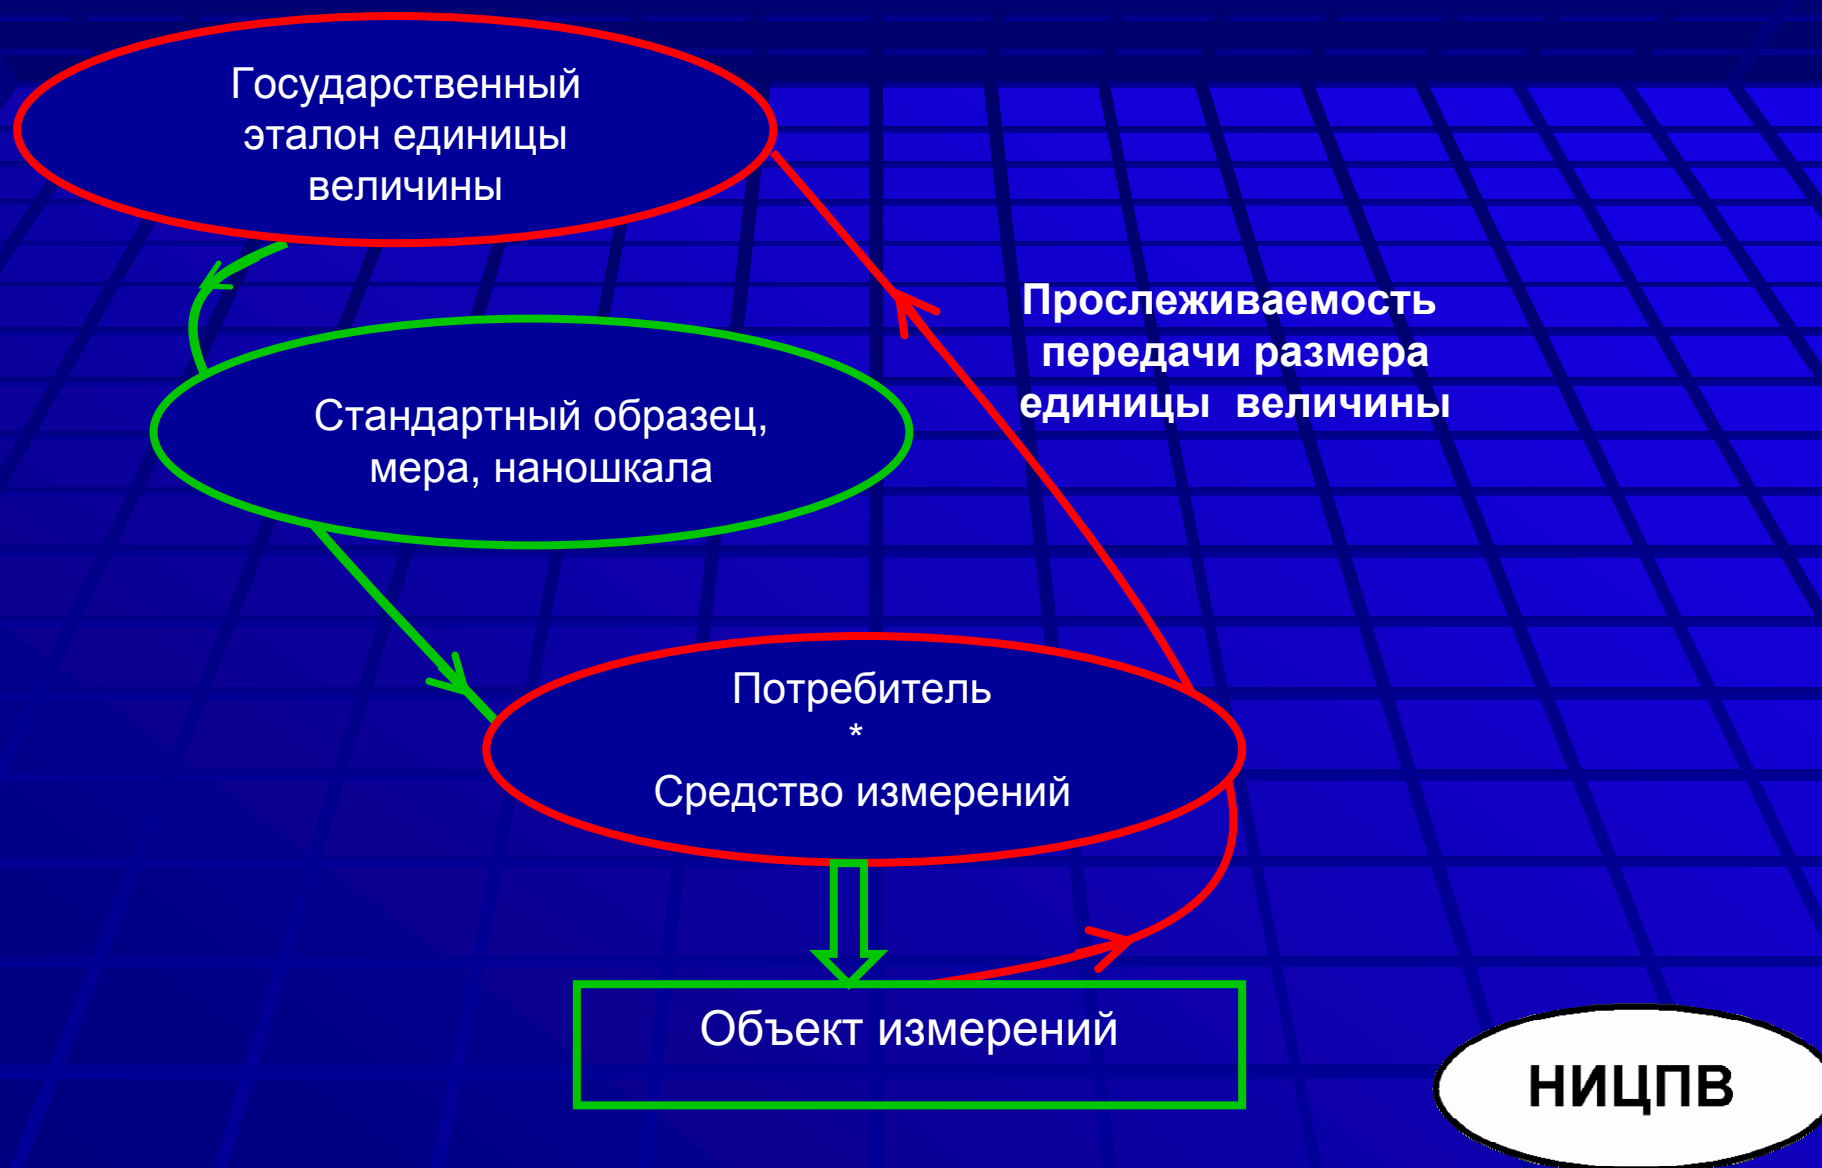 Государственный
эталон единицы
величины
Прослеживаемость
передачи размера
единицы величины
Стандартный образец,
мера, наношкала
Потребитель
*
Средство измерений
Объект измерений
НИЦПВ